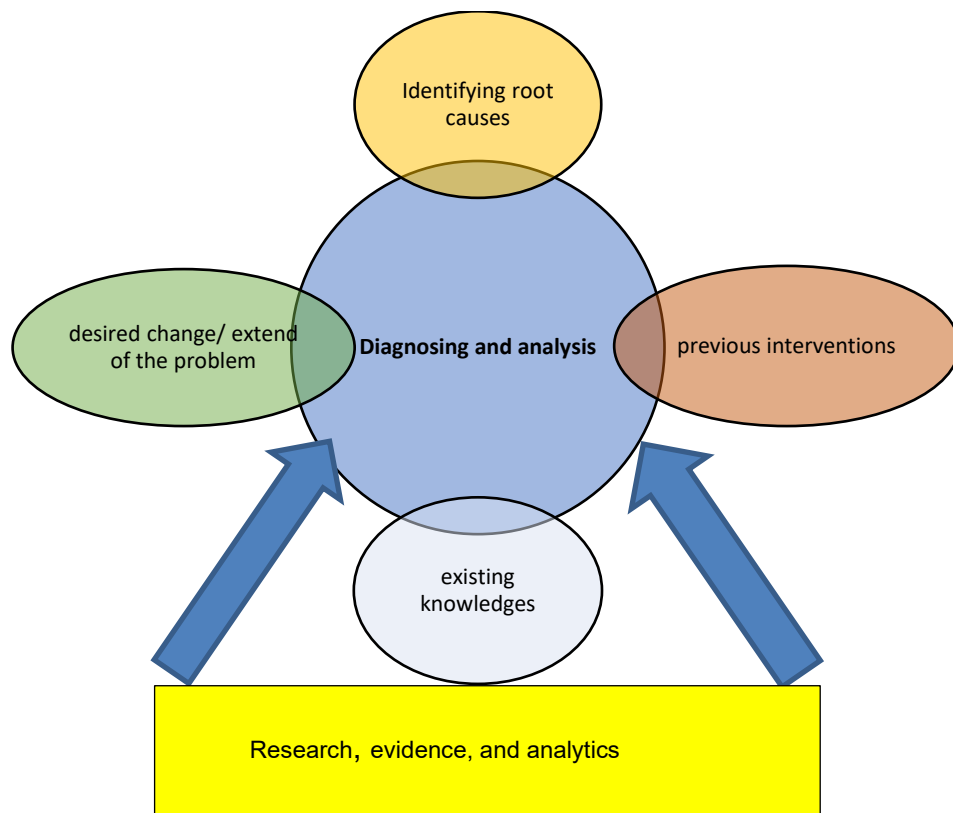 Identifying root
causes
desired change/ extend
of the problem
Diagnosing and analysis
previous interventions
existing
knowledges
Research, evidence, and analytics